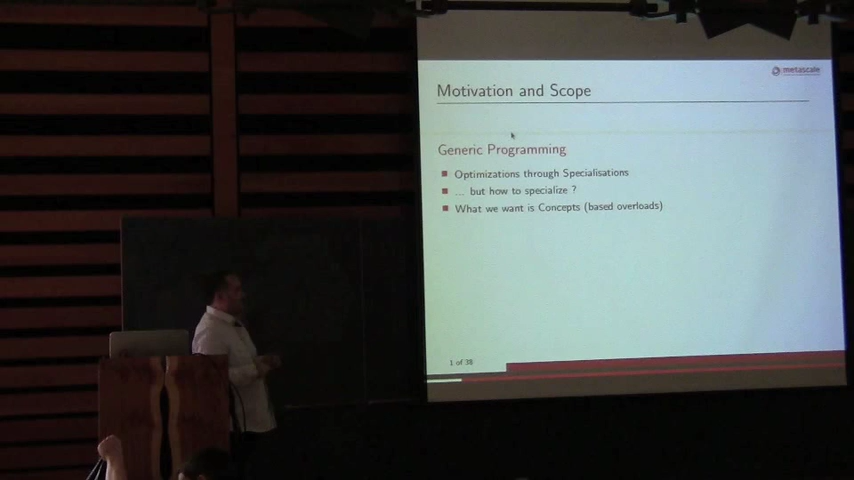 metascale
Motivation and Scope
Generic Programming
Optimizations through Specialisations
... but how to specialize ?
What we want is Concepts (based overloads)
1 of 38